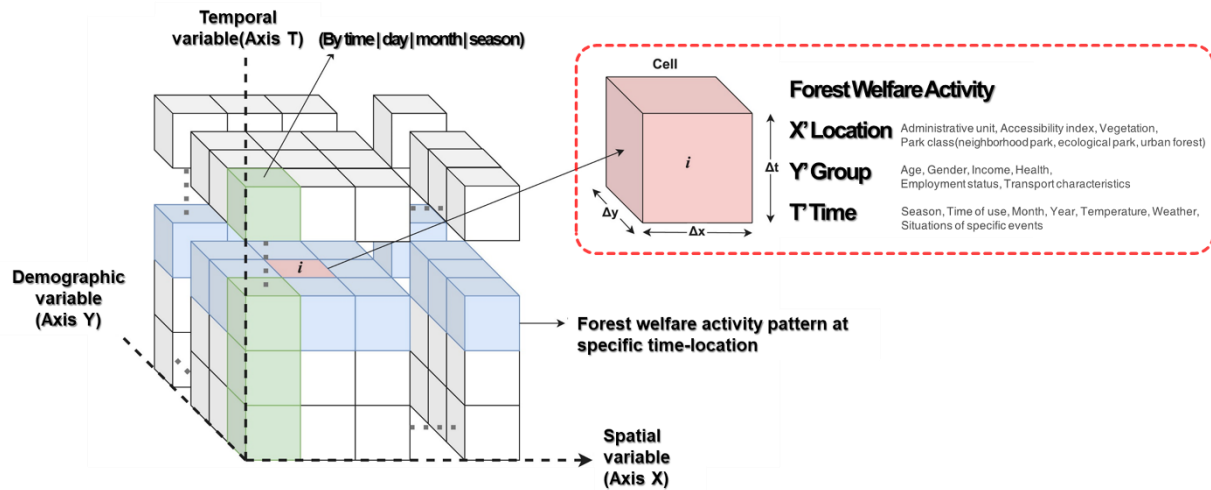 Temporal
variable(Axis T)
(By time | day | month | season)
Demographic
variable
(Axis Y)
i
Forest welfare activity pattern at
specific time-location
Spatial
variable
(Axis X)
Cell
i
Δt
Δy
Δx
Forest Welfare Activity
X' Location
Administrative unit, Accessibility index, Vegetation,
Park class(neighborhood park, ecological park, urban forest)
Y' Group
Age, Gender, Income, Health,
Employment status, Transport characteristics
T' Time
Season, Time of use, Month, Year, Temperature, Weather,
Situations of specific events